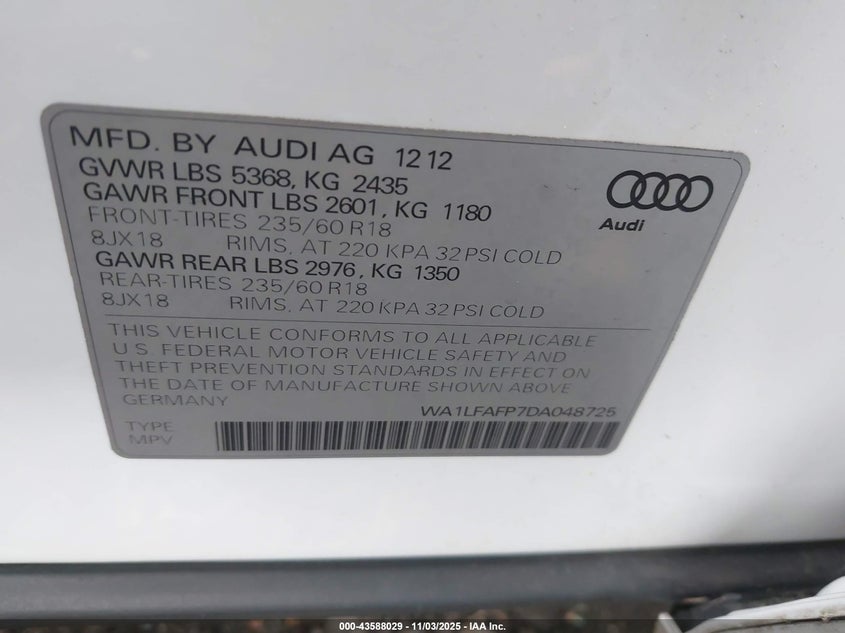 MFD. BY AUDI AG 12 12
GVWR LBS 5368, KG 2435
GAWR FRONT LBS 2601, KG 1180
FRONT-TIRES 235/60 R18
8JX18 RIMS, AT 220 KPA 32 PSI COLD
GAWR REAR LBS 2976, KG 1350
REAR-TIRES 235/60 R18
8JX18 RIMS, AT 220 KPA 32 PSI COLD
Audi
THIS VEHICLE CONFORMS TO ALL APPLICABLE
U.S. FEDERAL MOTOR VEHICLE SAFETY AND
THEFT PREVENTION STANDARDS IN EFFECT ON
THE DATE OF MANUFACTURE SHOWN ABOVE
GERMANY
WA1LFAFP7DA048725
TYPE
MPV
000-43588029 - 11/03/2025 - © IAA Inc.